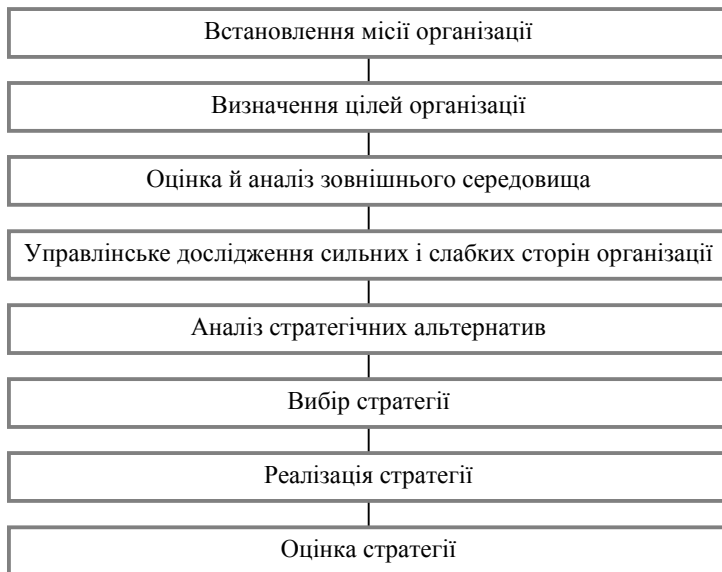 Встановлення місії організації
Визначення цілей організації
Оцінка й аналіз зовнішнього середовища
Управлінське дослідження сильних і слабких сторін організації
Аналіз стратегічних альтернатив
Вибір стратегії
Реалізація стратегії
Оцінка стратегії